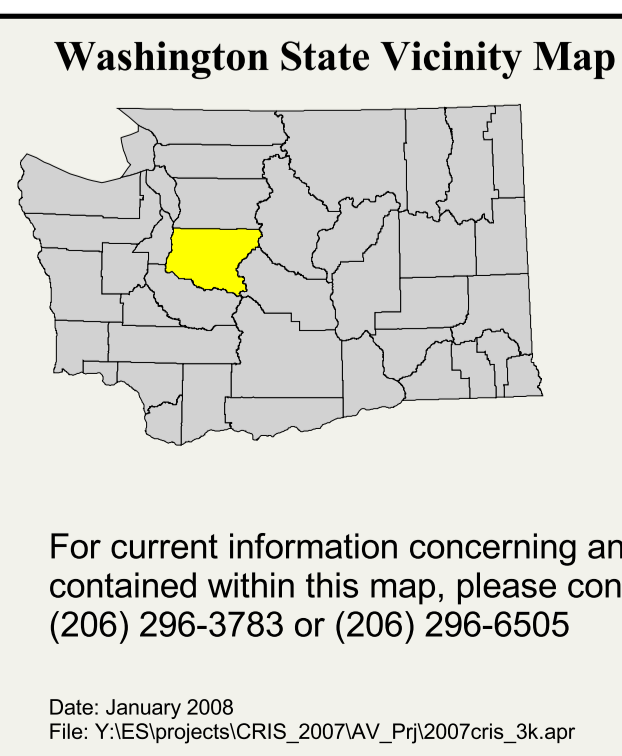 Washington State Vicinity Map
For current information concerning an
contained within this map, please con
(206) 296-3783 or (206) 296-6505
Date: January 2008
File: Y:\ES\projects\CRIS_2007\AV_Prj\2007cris_3k.apr